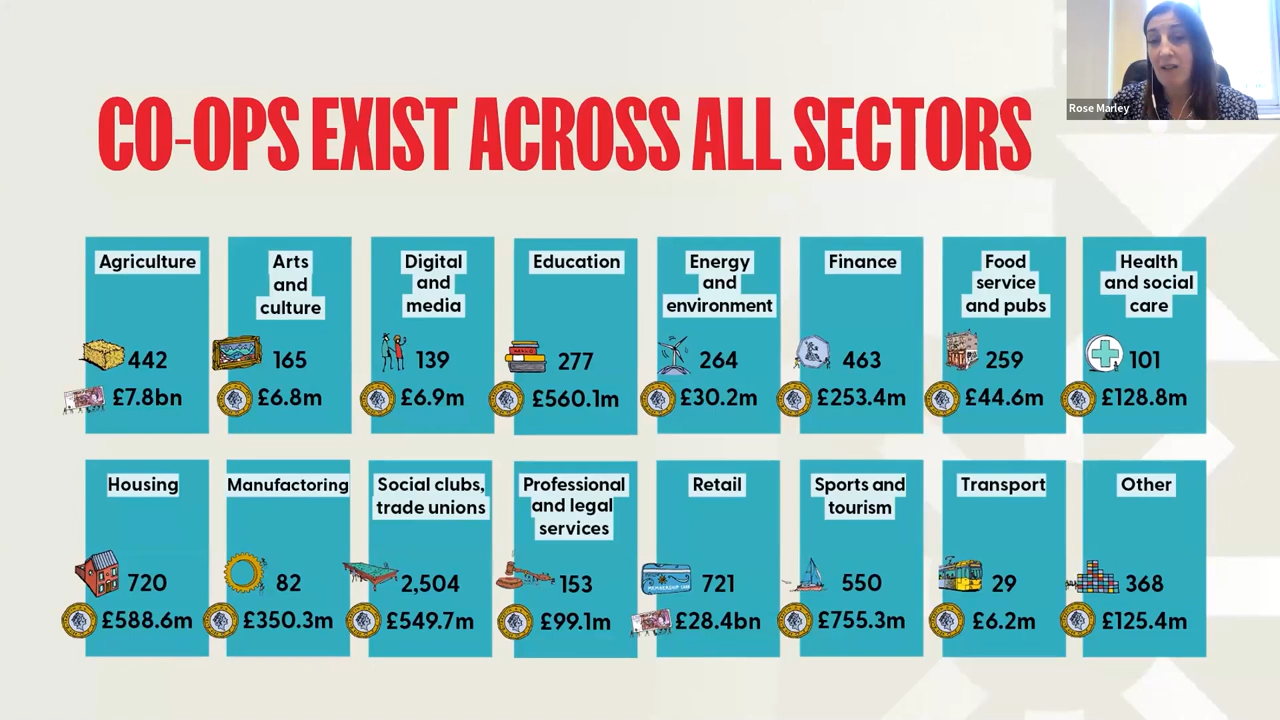 Rose Marley
CO-OPS EXIST ACROSS ALL SECTORS
Agriculture
442
£7.8bn
Arts
and
culture
165
£6.8m
Digital
and
media
139
£6.9m
Education
277
£560.1m
Energy
and
environment
264
£30.2m
Finance
463
£253.4m
Food
service
and pubs
259
£44.6m
Health
and social
care
101
£128.8m
Housing
720
£588.6m
Manufactoring
82
£350.3m
Social clubs,
trade unions
2,504
£549.7m
Professional
and legal
services
153
£99.1m
Retail
721
£28.4bn
Sports and
tourism
550
£755.3m
Transport
29
£6.2m
Other
368
£125.4m